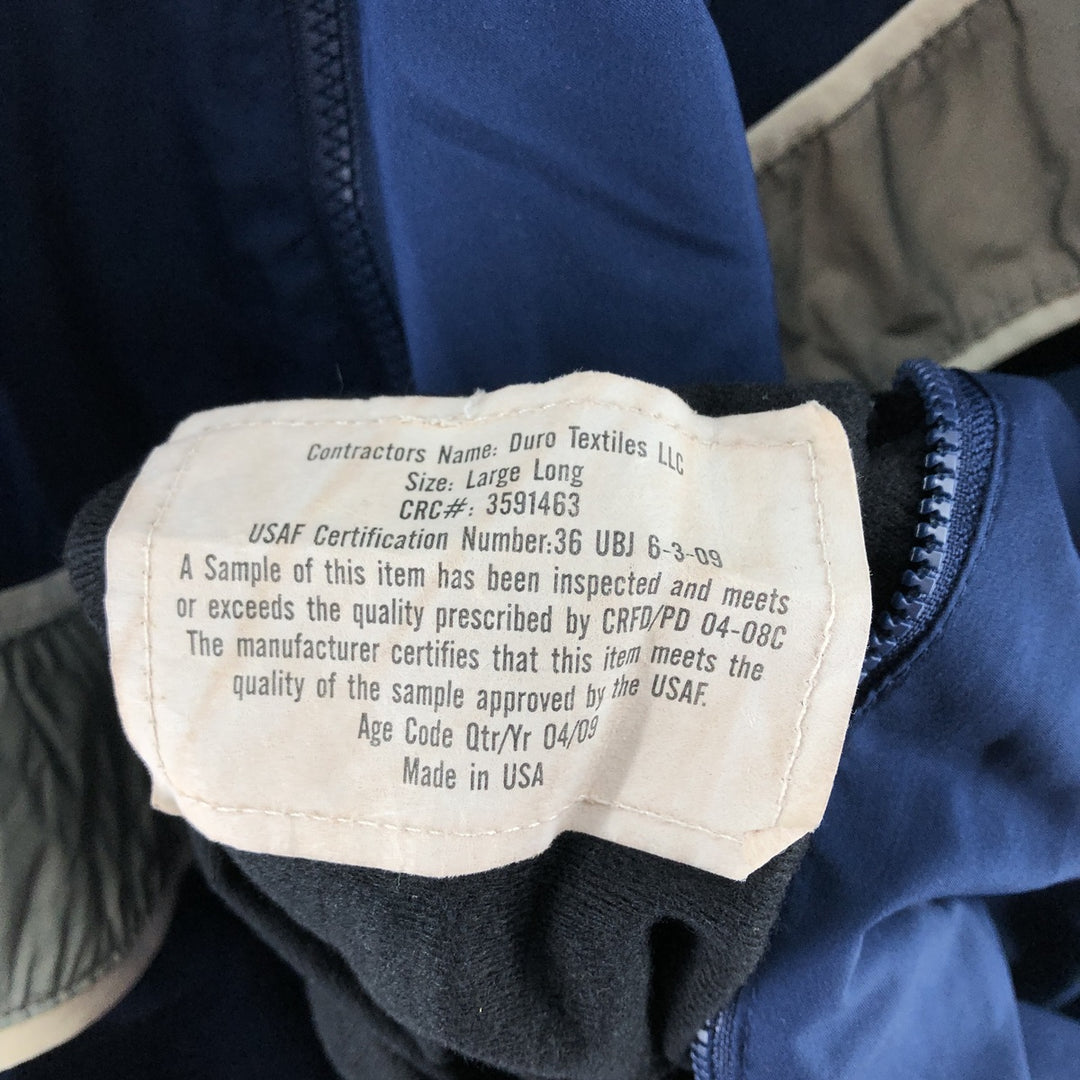 Contractors Name: Duro Textiles LLC
Size: Large Long
CRC#: 3591463
USAF Certification Number:36 UBJ 6-3-09
A Sample of this item has been inspected and meets
or exceeds the quality prescribed by CRFD/PD 04-08C
The manufacturer certifies that this item meets the
quality of the sample approved by the USAF.
Age Code Qtr/Yr 04/09
Made in USA